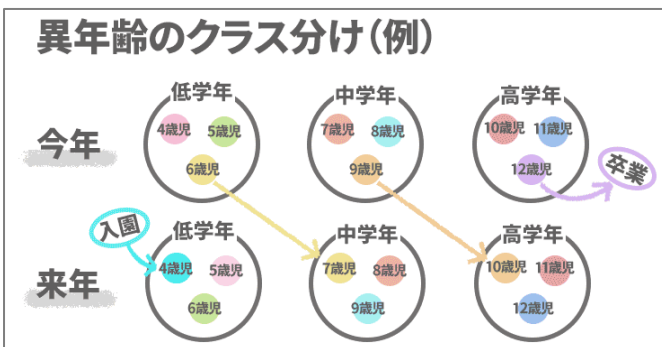 異年齢のクラス分け(例)
今年
低学年
4歳児
5歳児
6歳児
中学年
7歳児
8歳児
9歳児
高学年
10歳児
11歳児
12歳児
卒業
入園
来年
低学年
4歳児
5歳児
6歳児
中学年
7歳児
8歳児
9歳児
高学年
10歳児
11歳児
12歳児